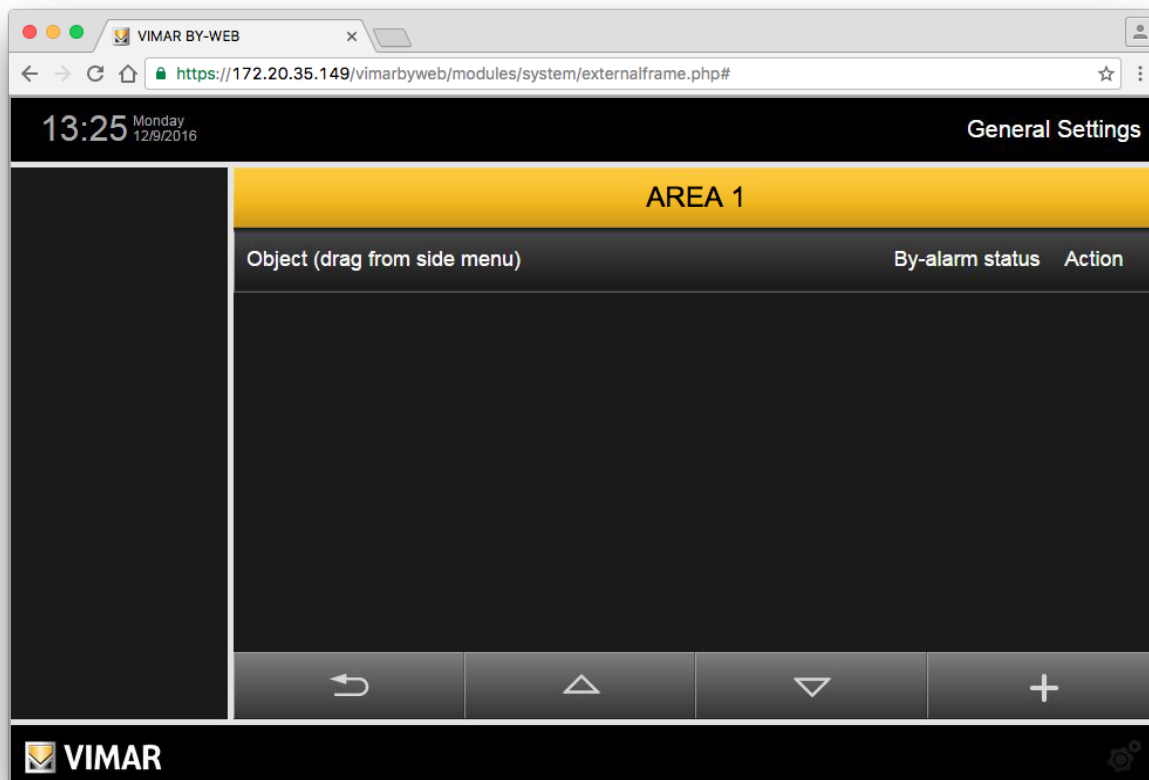 VIMAR BY-WEB
https://172.20.35.149/vimarbyweb/modules/system/externalframe.php#
13:25 Monday
12/9/2016
General Settings
AREA 1
Object (drag from side menu) By-alarm status Action
VIMAR